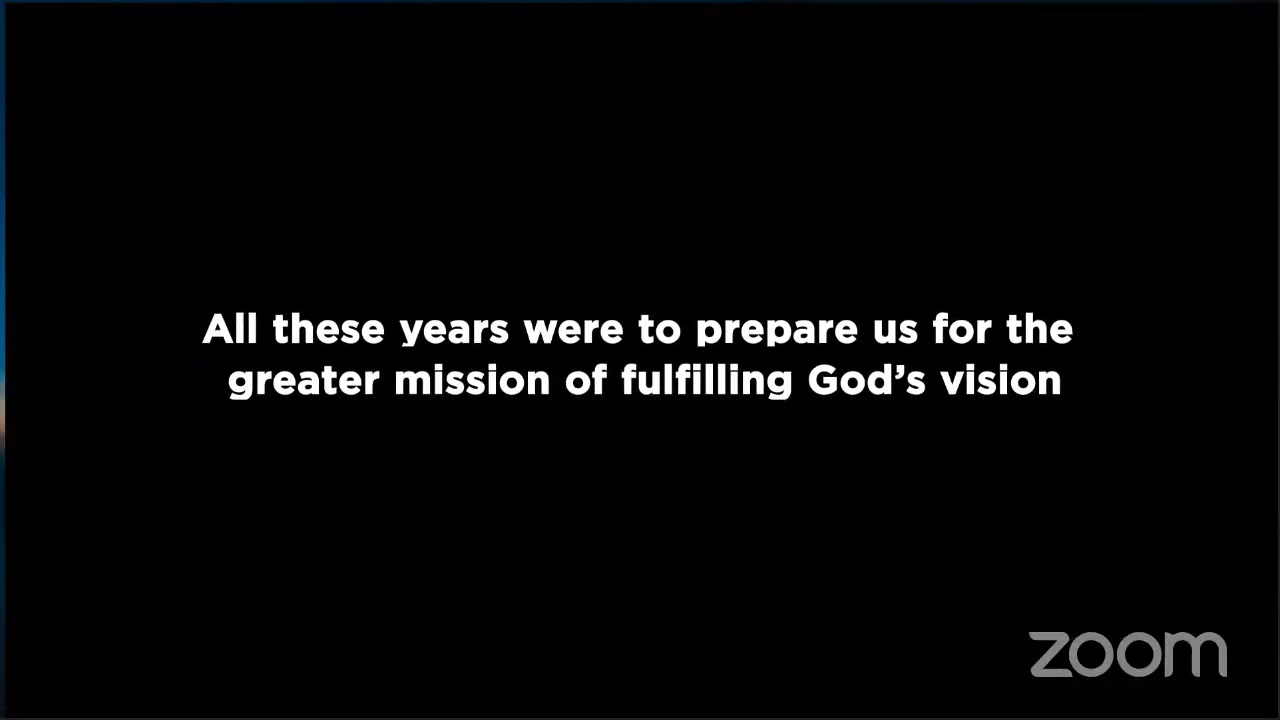 All these years were to prepare us for the
greater mission of fulfilling God’s vision
zoom